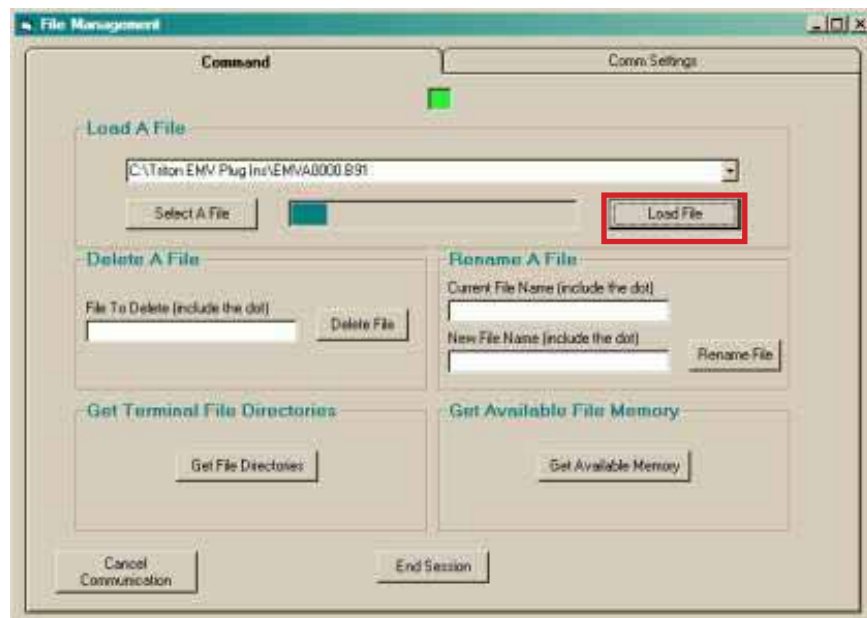 File Management
Command
Comm Settings
Load A File
C:\Triton EMV Plug Ins\EMVA0000.B91
Select A File
Load File
Delete A File
File To Delete (include the dot)
Delete File
Rename A File
Current File Name (include the dot)
New File Name (include the dot)
Rename File
Get Terminal File Directories
Get File Directories
Get Available File Memory
Get Available Memory
Cancel
Communication
End Session